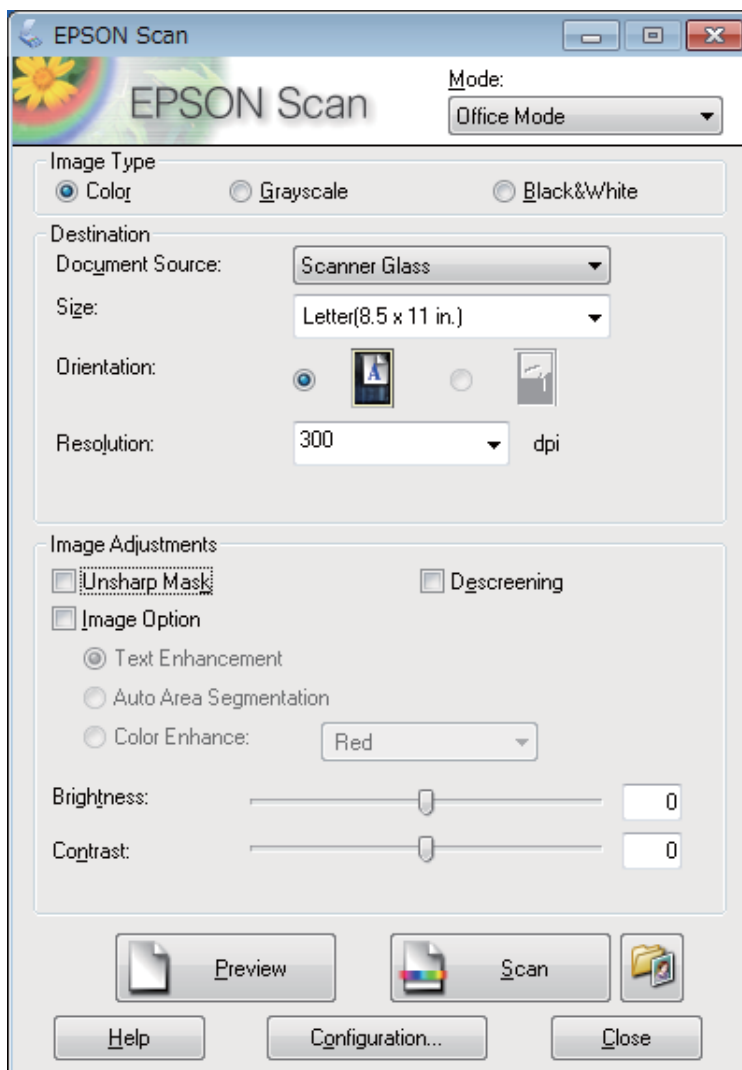 EPSON Scan
EPSON Scan
Mode:
Office Mode
Image Type
Color Grayscale Black&White
Destination
Document Source: Scanner Glass
Size: Letter(8.5 x 11 in.)
Orientation: A
Resolution: 300 dpi
Image Adjustments
Unsharp Mask Descreening
Image Option
Text Enhancement
Auto Area Segmentation
Color Enhance: Red
Brightness: 0
Contrast: 0
Preview Scan
Help Configuration... Close